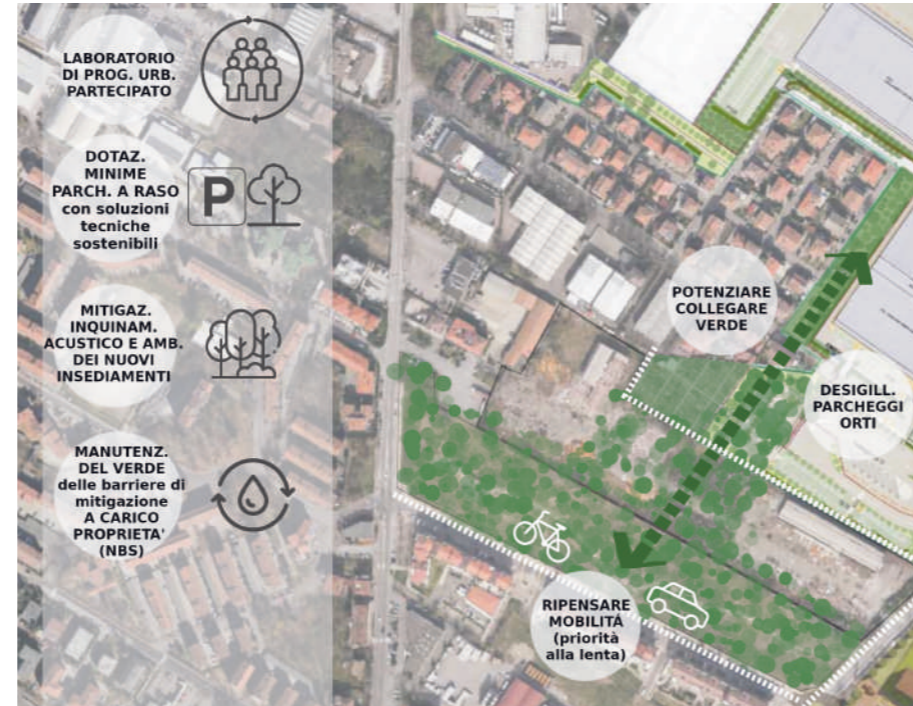 LABORATORIO
DI PROG. URB.
PARTECIPATO
DOTAZ.
MINIME
PARCH. A RASO
con soluzioni
tecniche
sostenibili
P
MITIGAZ.
INQUINAM.
ACUSTICO E AMB.
DEI NUOVI
INSEDIAMENTI
MANUTENZ.
DEL VERDE
delle barriere di
mitigazione
A CARICO
PROPRIETA'
(NBS)
POTENZIARE
COLLEGARE
VERDE
DESIGILL.
PARCHEGGI
ORTI
RIPENSARE
MOBILITÁ
(priorità
alla lenta)